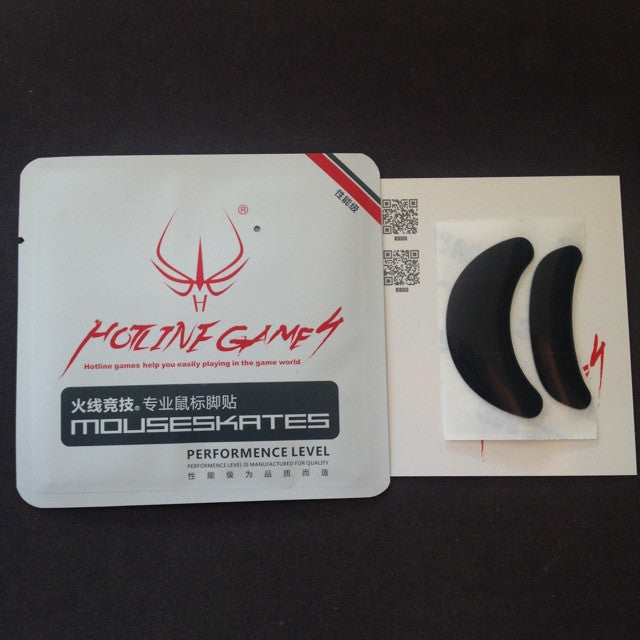 性能级
®
H
HOTLINE GAMES
Hotline games help you easily playing in the game world
火线竞技®专业鼠标脚贴
MOUSESKATES
PERFORMENCE LEVEL
PERFORMENCE LEVEL IS MANUFACTURED FOR QUALITY
性能级为品质而造